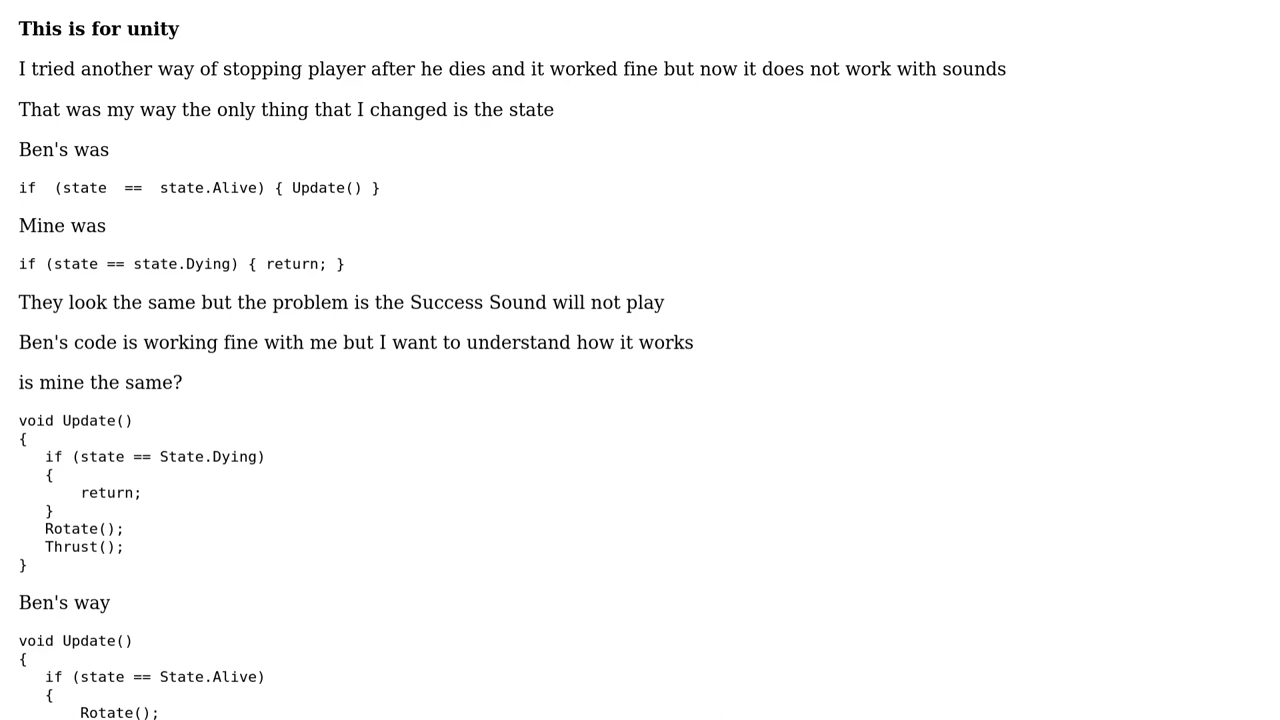 This is for unity
I tried another way of stopping player after he dies and it worked fine but now it does not work with sounds
That was my way the only thing that I changed is the state
Ben's was
if  (state  ==  state.Alive) { Update() }
Mine was
if (state == state.Dying) { return; }
They look the same but the problem is the Success Sound will not play
Ben's code is working fine with me but I want to understand how it works
is mine the same?
void Update()
{
   if (state == State.Dying)
   {
       return;
   }
   Rotate();
   Thrust();
}
Ben's way
void Update()
{
   if (state == State.Alive)
   {
       Rotate();